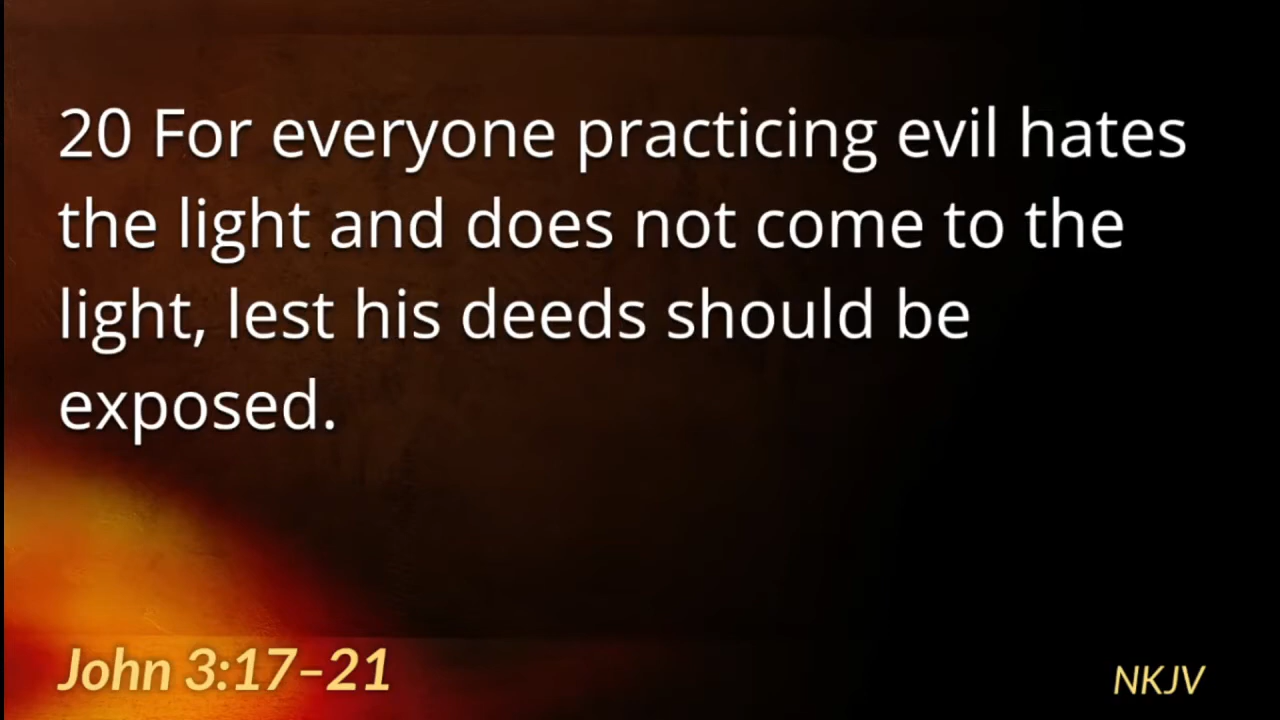 20 For everyone practicing evil hates
the light and does not come to the
light, lest his deeds should be
exposed.
John 3:17–21
NKJV